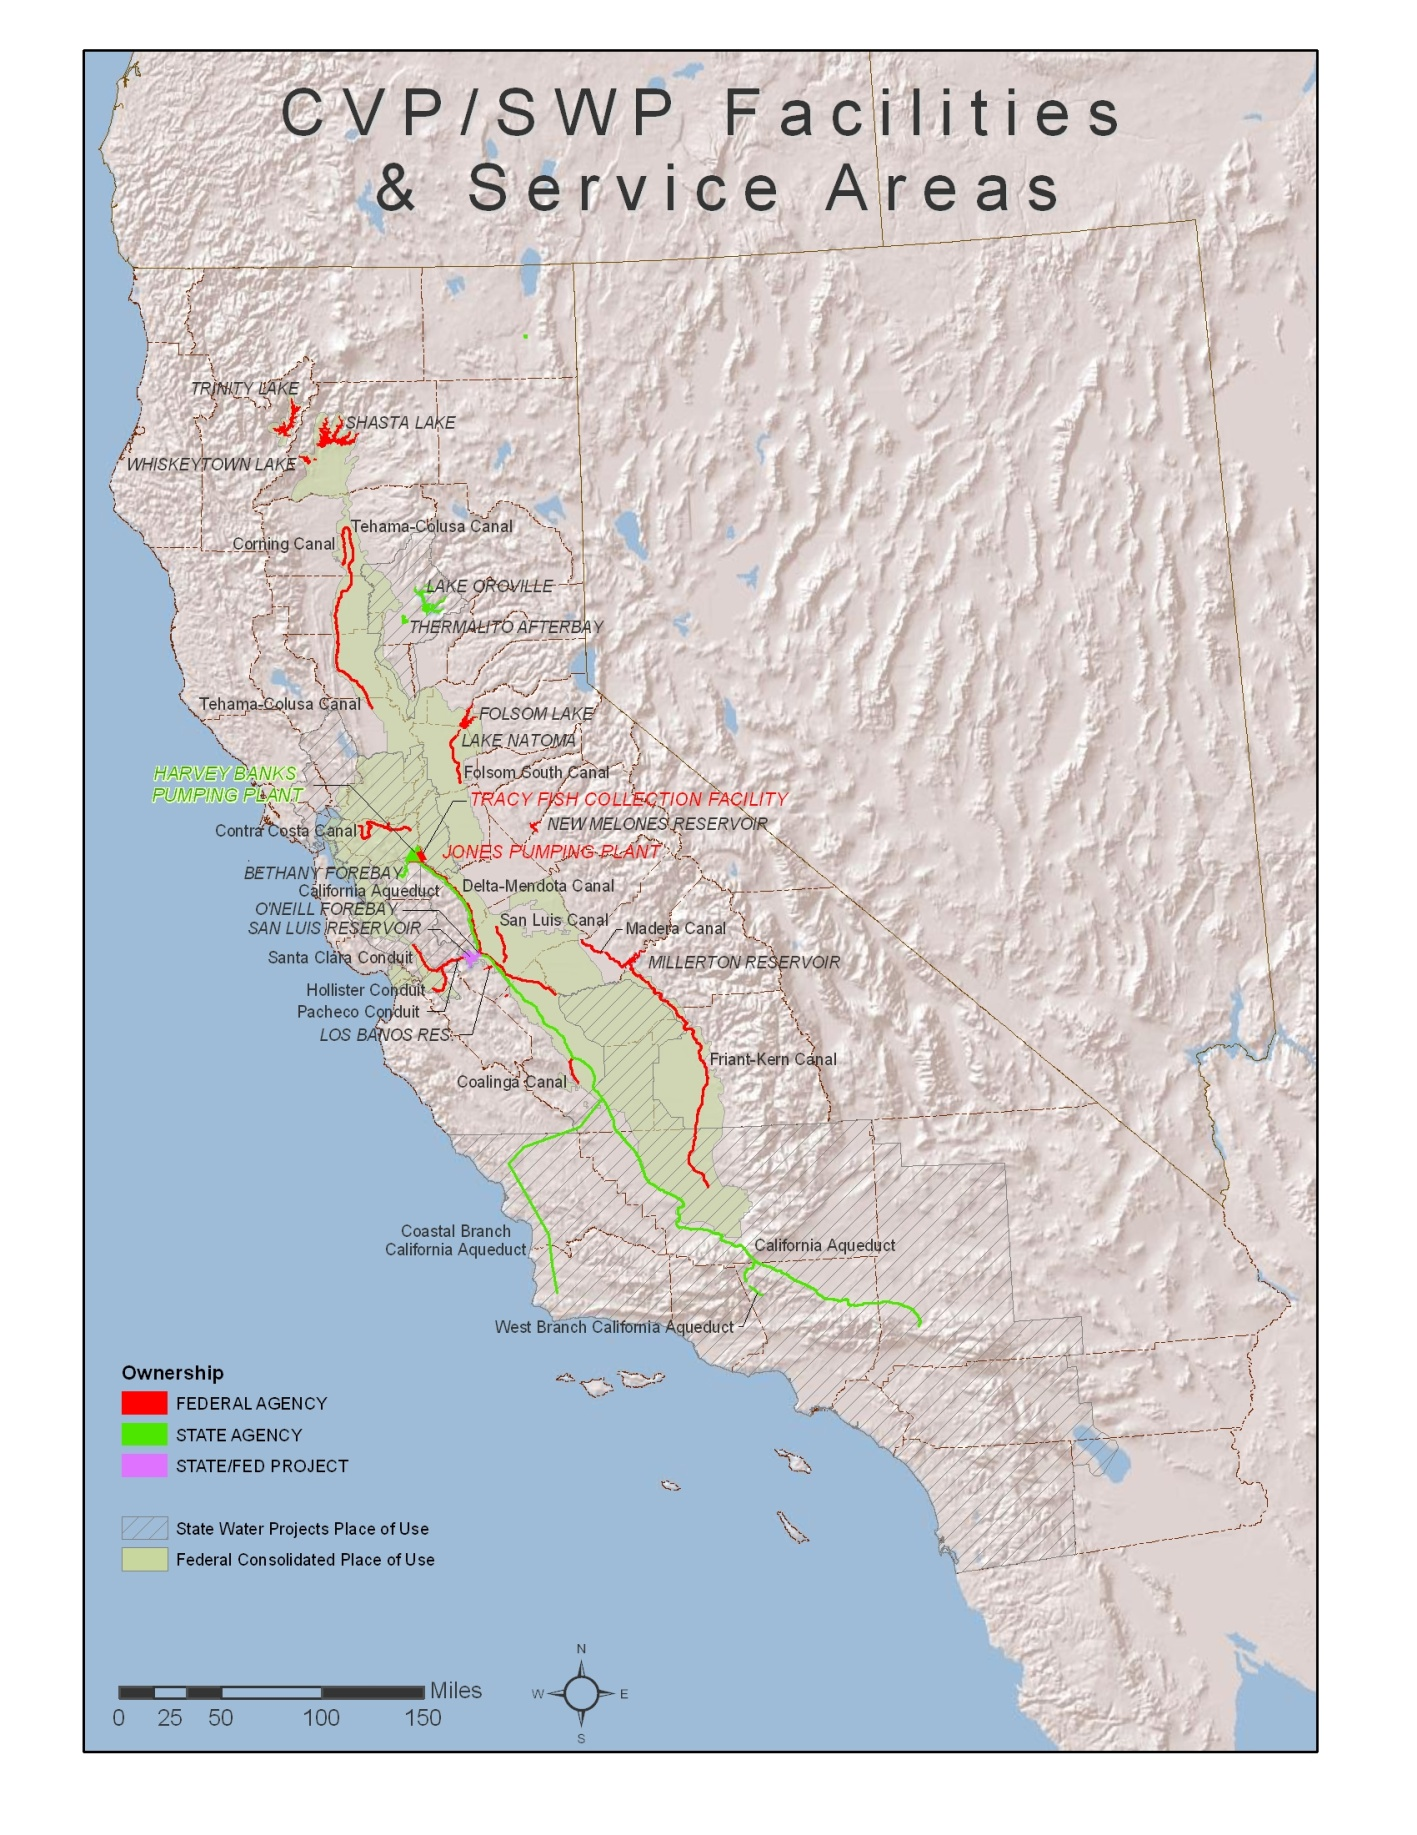 CVP/SWP Facilities
& Service Areas
TRINITY LAKE
SHASTA LAKE
WHISKEYTOWN LAKE
Tehama-Colusa Canal
Corning Canal
LAKE OROVILLE
THERMALITO AFTERBAY
Tehama-Colusa Canal
FOLSOM LAKE
LAKE NATOMA
HARVEY BANKS
PUMPING PLANT
Folsom South Canal
TRACY FISH COLLECTION FACILITY
NEW MELONES RESERVOIR
Contra Costa Canal
JONES PUMPING PLANT
BETHANY FOREBAY
California Aqueduct
Delta-Mendota Canal
O'NEILL FOREBAY
San Luis Canal
SAN LUIS RESERVOIR
Madera Canal
Santa Clara Conduit
MILLERTON RESERVOIR
Hollister Conduit
Pacheco Conduit
LOS BANOS RES.
Friant-Kern Canal
Coalinga Canal
Coastal Branch
California Aqueduct
California Aqueduct
West Branch California Aqueduct
Ownership
FEDERAL AGENCY
STATE AGENCY
STATE/FED PROJECT
State Water Projects Place of Use
Federal Consolidated Place of Use
N
W E
S
Miles
0 25 50 100 150